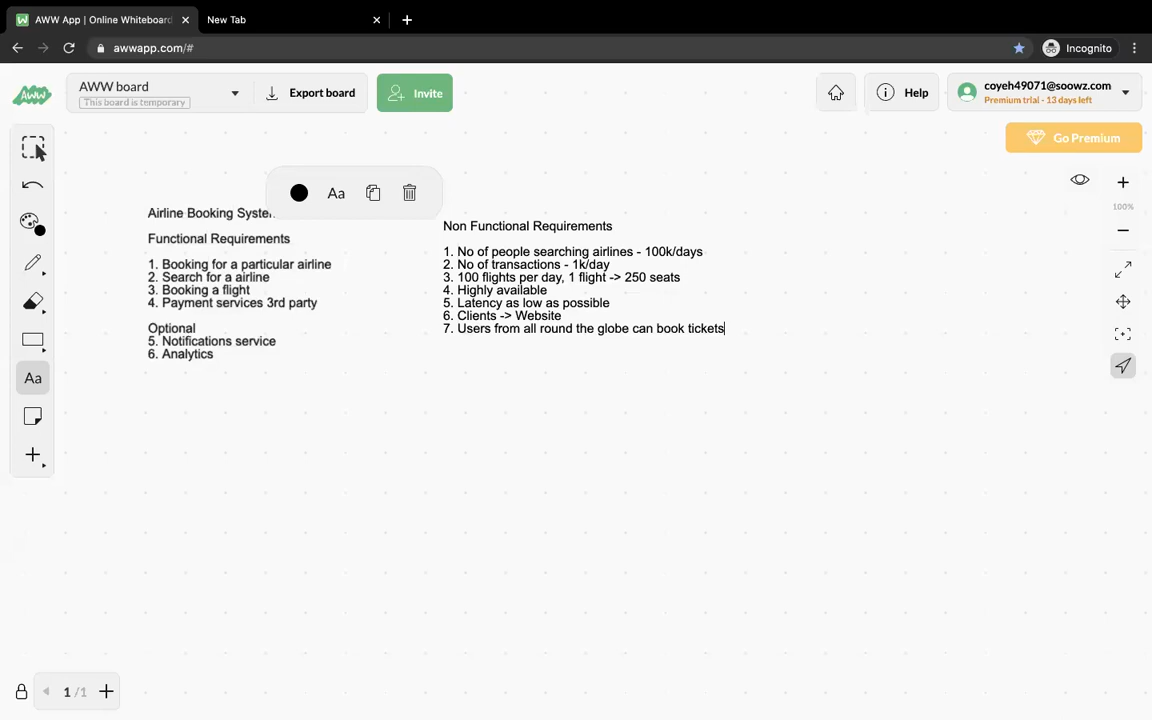 AWW App | Online Whiteboard
New Tab
awwapp.com/#
Incognito
AWW
AWW board
This board is temporary
Export board
Invite
Help
coyeh49071@soowz.com
Premium trial - 13 days left
Go Premium
100%
Airline Booking System
Functional Requirements
1. Booking for a particular airline
2. Search for a airline
3. Booking a flight
4. Payment services 3rd party
Optional
5. Notifications service
6. Analytics
Aa
Non Functional Requirements
1. No of people searching airlines - 100k/days
2. No of transactions - 1k/day
3. 100 flights per day, 1 flight -> 250 seats
4. Highly available
5. Latency as low as possible
6. Clients -> Website
7. Users from all round the globe can book tickets
Aa
1 /1